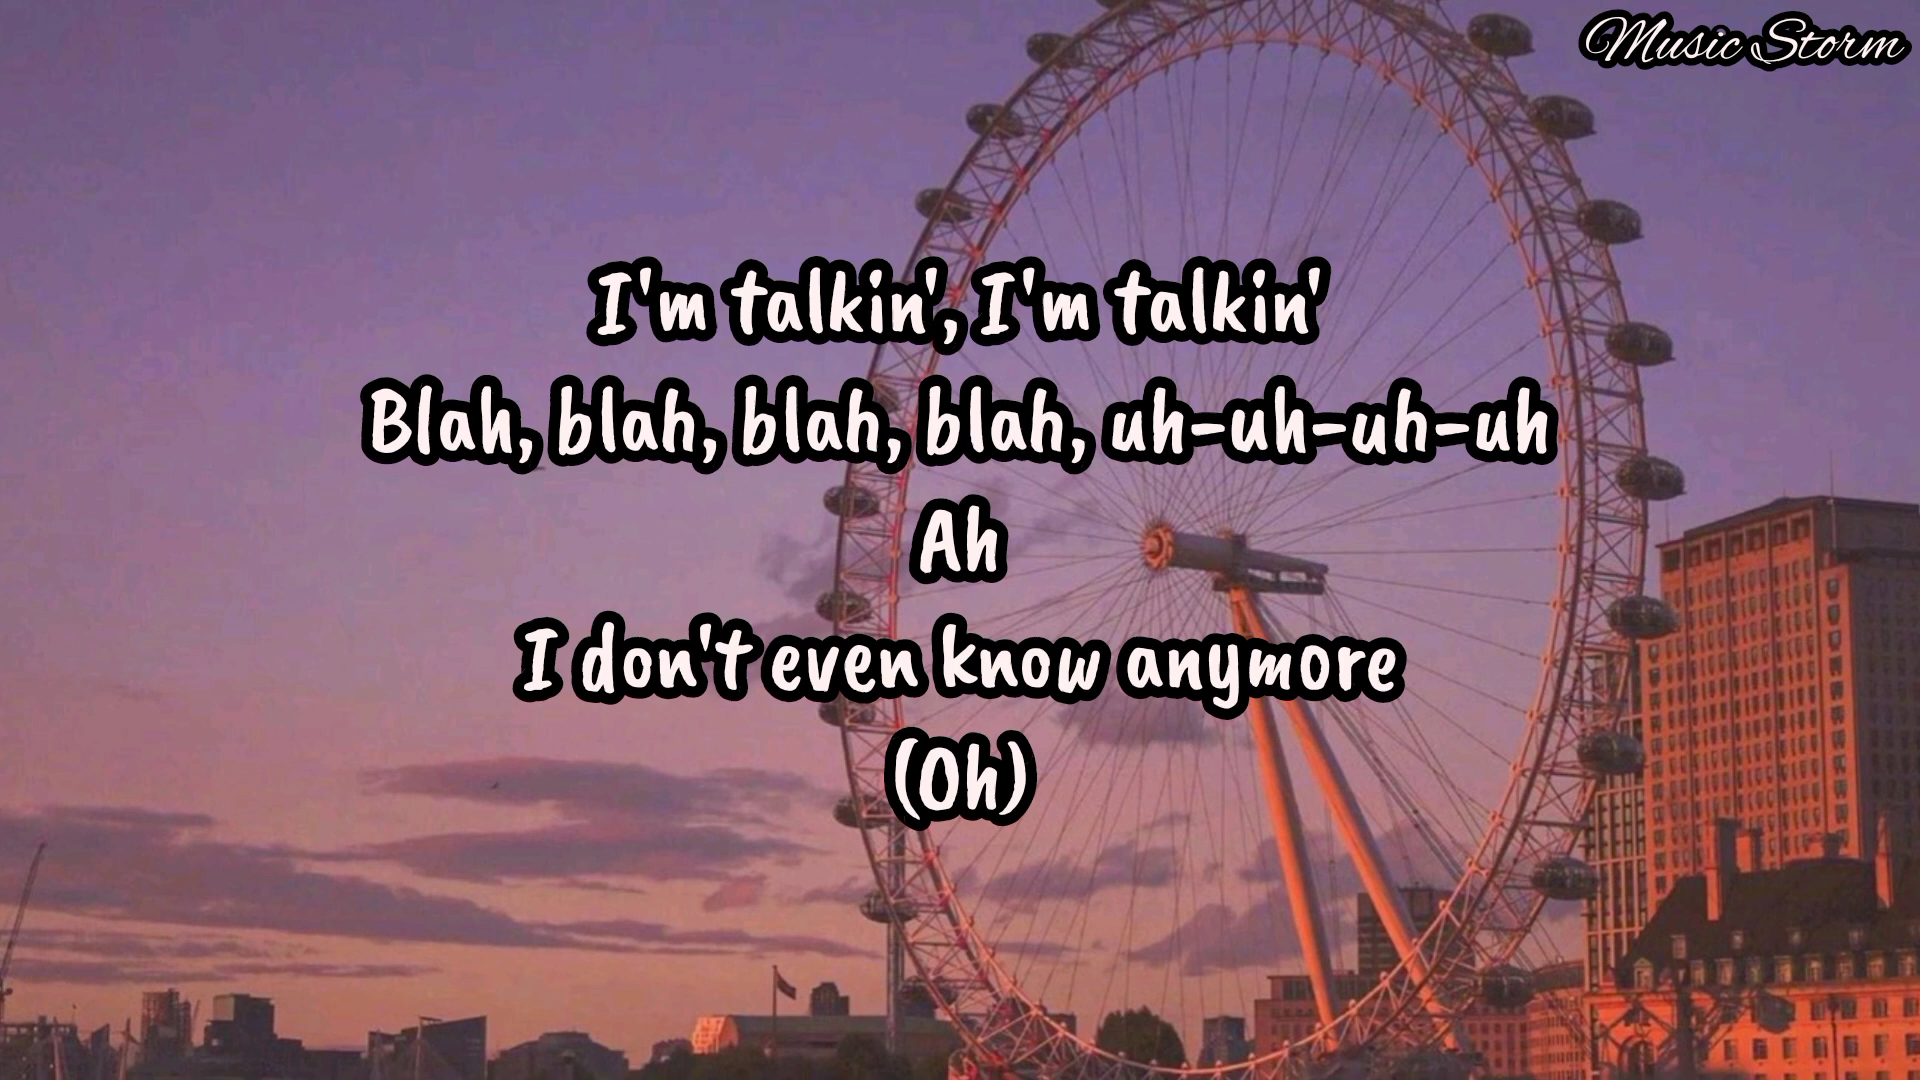 Music Storm
I'm talkin', I'm talkin'
Blah, blah, blah, blah, uh-uh-uh-uh
Ah
I don't even know anymore
(Oh)